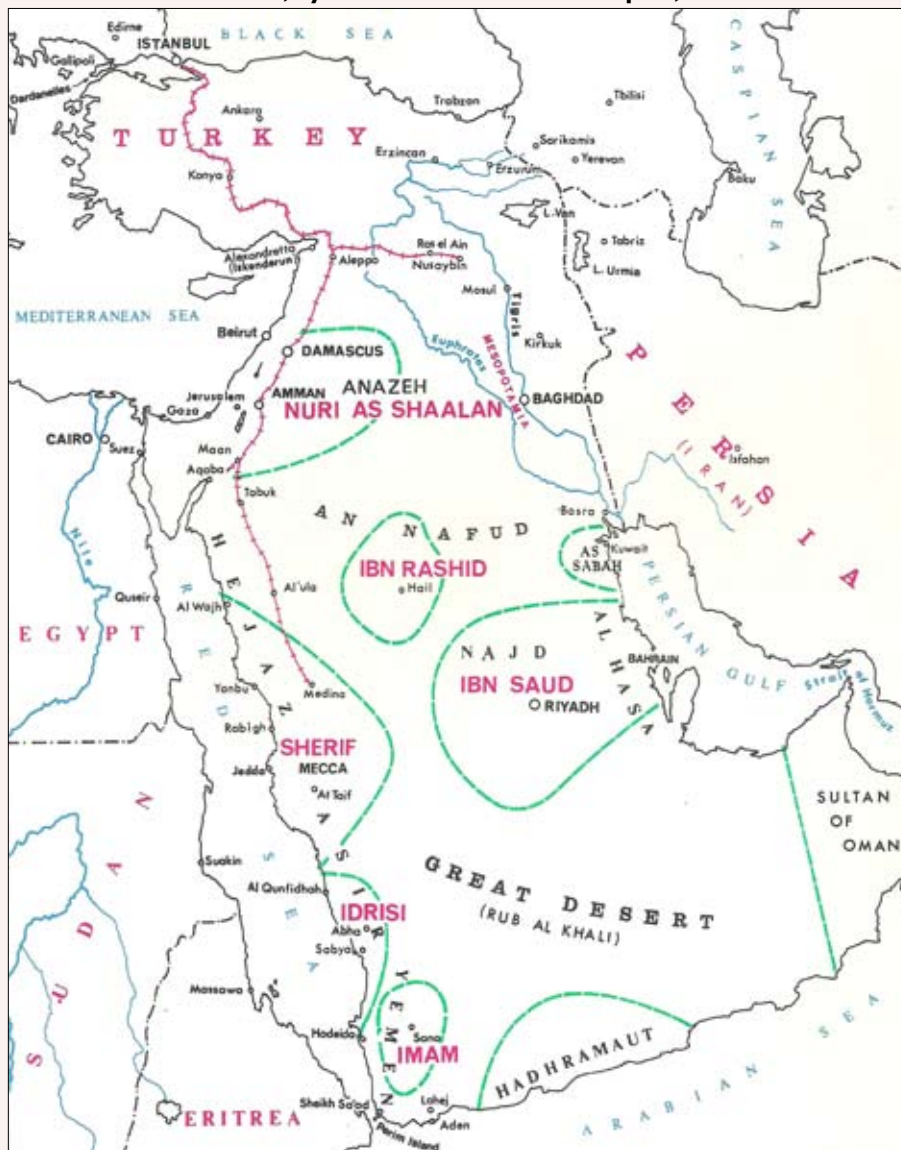 BLACK SEA
Edirne
ISTANBUL
Gallipoli
Dardanelles
CASPIAN SEA
Ankara
Trabzon
Tbilisi
TURKEY
Erzincan
Erzurum
Sarikamis
Yerevan
Baku
Konya
L. Van
Tabris
L. Urmia
Alexandretta
(Iskenderun)
Aleppo
Ras el Ain
Nusaybin
Mosul
Tigris
Kirkuk
MEDITERRANEAN SEA
Beirut
DAMASCUS
Euphrates
MESOPOTAMIA
BAGHDAD
PERSIA
(IRAN)
Isfahan
Jerusalem
AMMAN
ANAZEH
NURI AS SHAALAN
Gaza
CAIRO
Suez
Maan
Aqaba
Tabuk
Basra
AN NAFUD
AS
SABAH
Kuwait
Nile
HEJAZ
IBN RASHID
Hail
Quseir
Al Wajh
Al'ula
RED SEA
EGYPT
NAJD
IBN SAUD
RIYADH
AL HASA
BAHRAIN
PERSIAN GULF
Strait of Hormuz
Yanbu
Medina
Rabigh
SHERIF
MECCA
Jedda
At Taif
SULTAN
OF
OMAN
SUDAN
Suakin
ASIR
Al Qunfidhah
GREAT DESERT
(RUB AL KHALI)
IDRISI
Abha
Sabya
Massawa
YEMEN
Hodeida
Sana
IMAM
HADHRAMAUT
ARABIAN SEA
ERITREA
Sheikh Sa'ad
Perim Island
Lahej
Aden